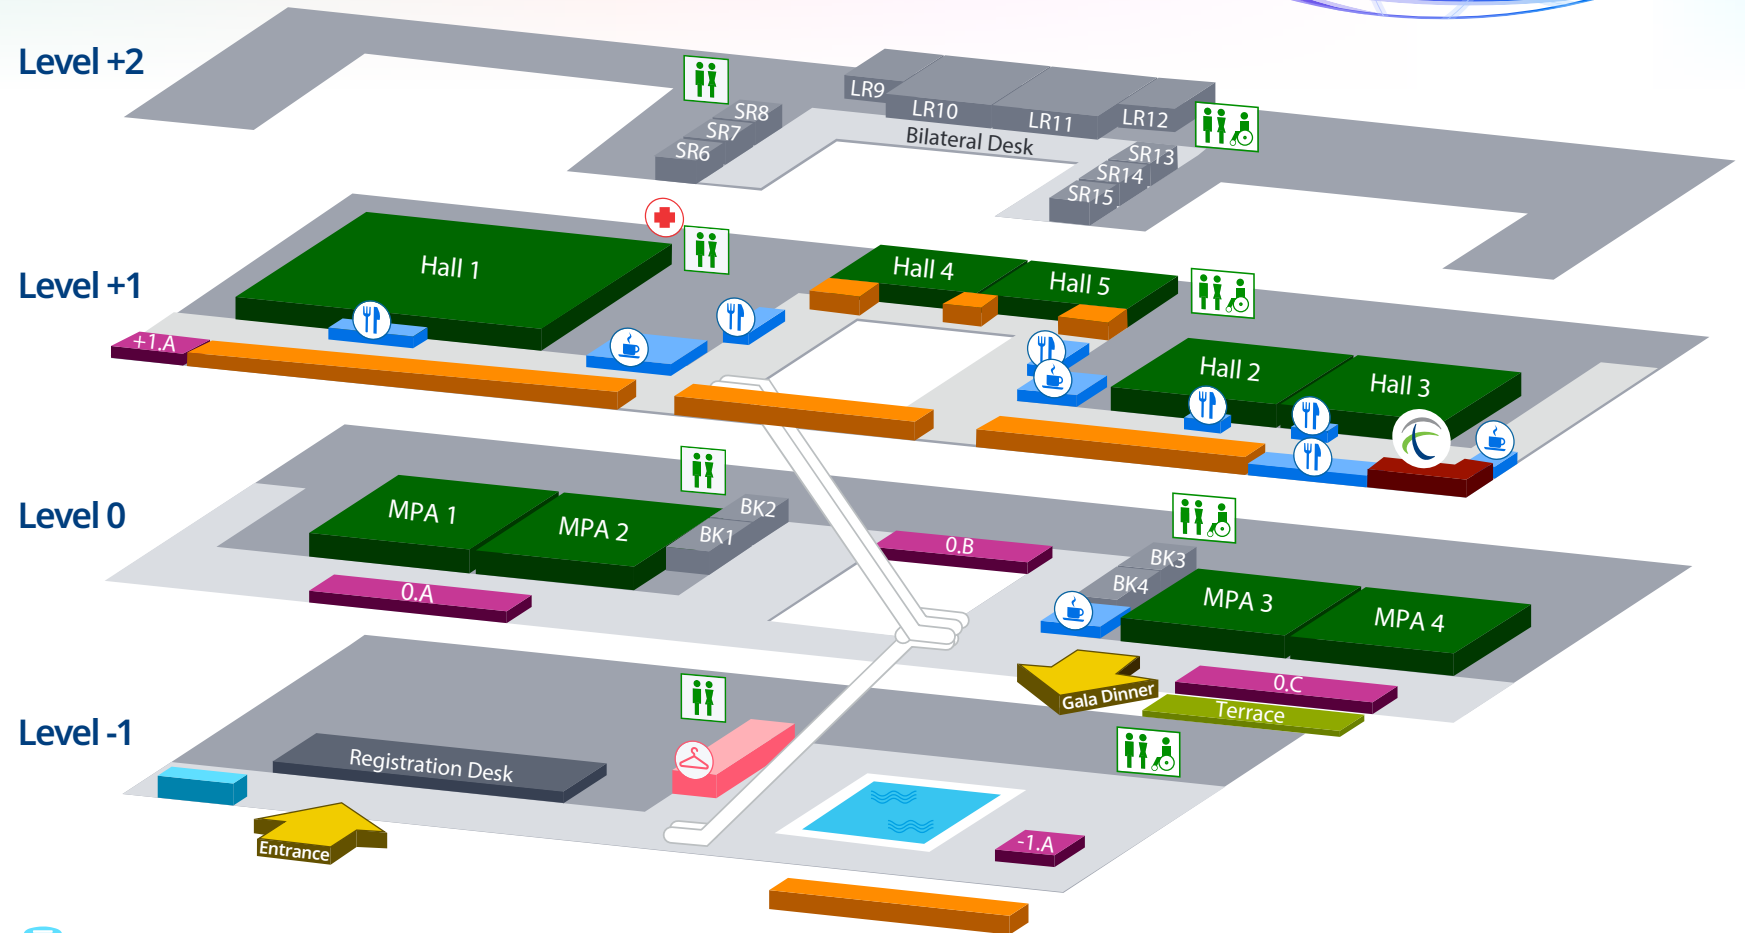 Level +2
LR9
LR10
LR11
LR12
SR8
SR7
SR6
Bilateral Desk
SR13
SR14
SR15
Level +1
Hall 1
Hall 4
Hall 5
+1.A
Hall 2
Hall 3
Level 0
MPA 1
MPA 2
BK2
BK1
0.B
BK3
BK4
0.A
MPA 3
MPA 4
0.C
Gala Dinner
Terrace
Level -1
Registration Desk
Entrance
-1.A